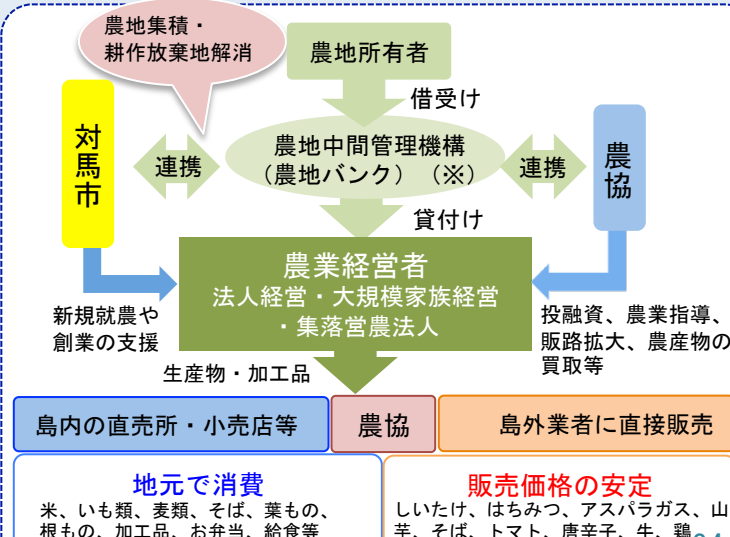 農地集積・
耕作放棄地解消
農地所有者
借受け
対馬市
連携
農地中間管理機構
（農地バンク）（※）
連携
農協
貸付け
農業経営者
法人経営・大規模家族経営
・集落営農法人
新規就農や
創業の支援
投融資、農業指導、
販路拡大、農産物の
買取等
生産物・加工品
島内の直売所・小売店等
農協
島外業者に直接販売
地元で消費
米、いも類、麦類、そば、葉もの、
根もの、加工品、お弁当、給食等
販売価格の安定
しいたけ、はちみつ、アスパラガス、山
芋、そば、トマト、唐辛子、牛、鶏